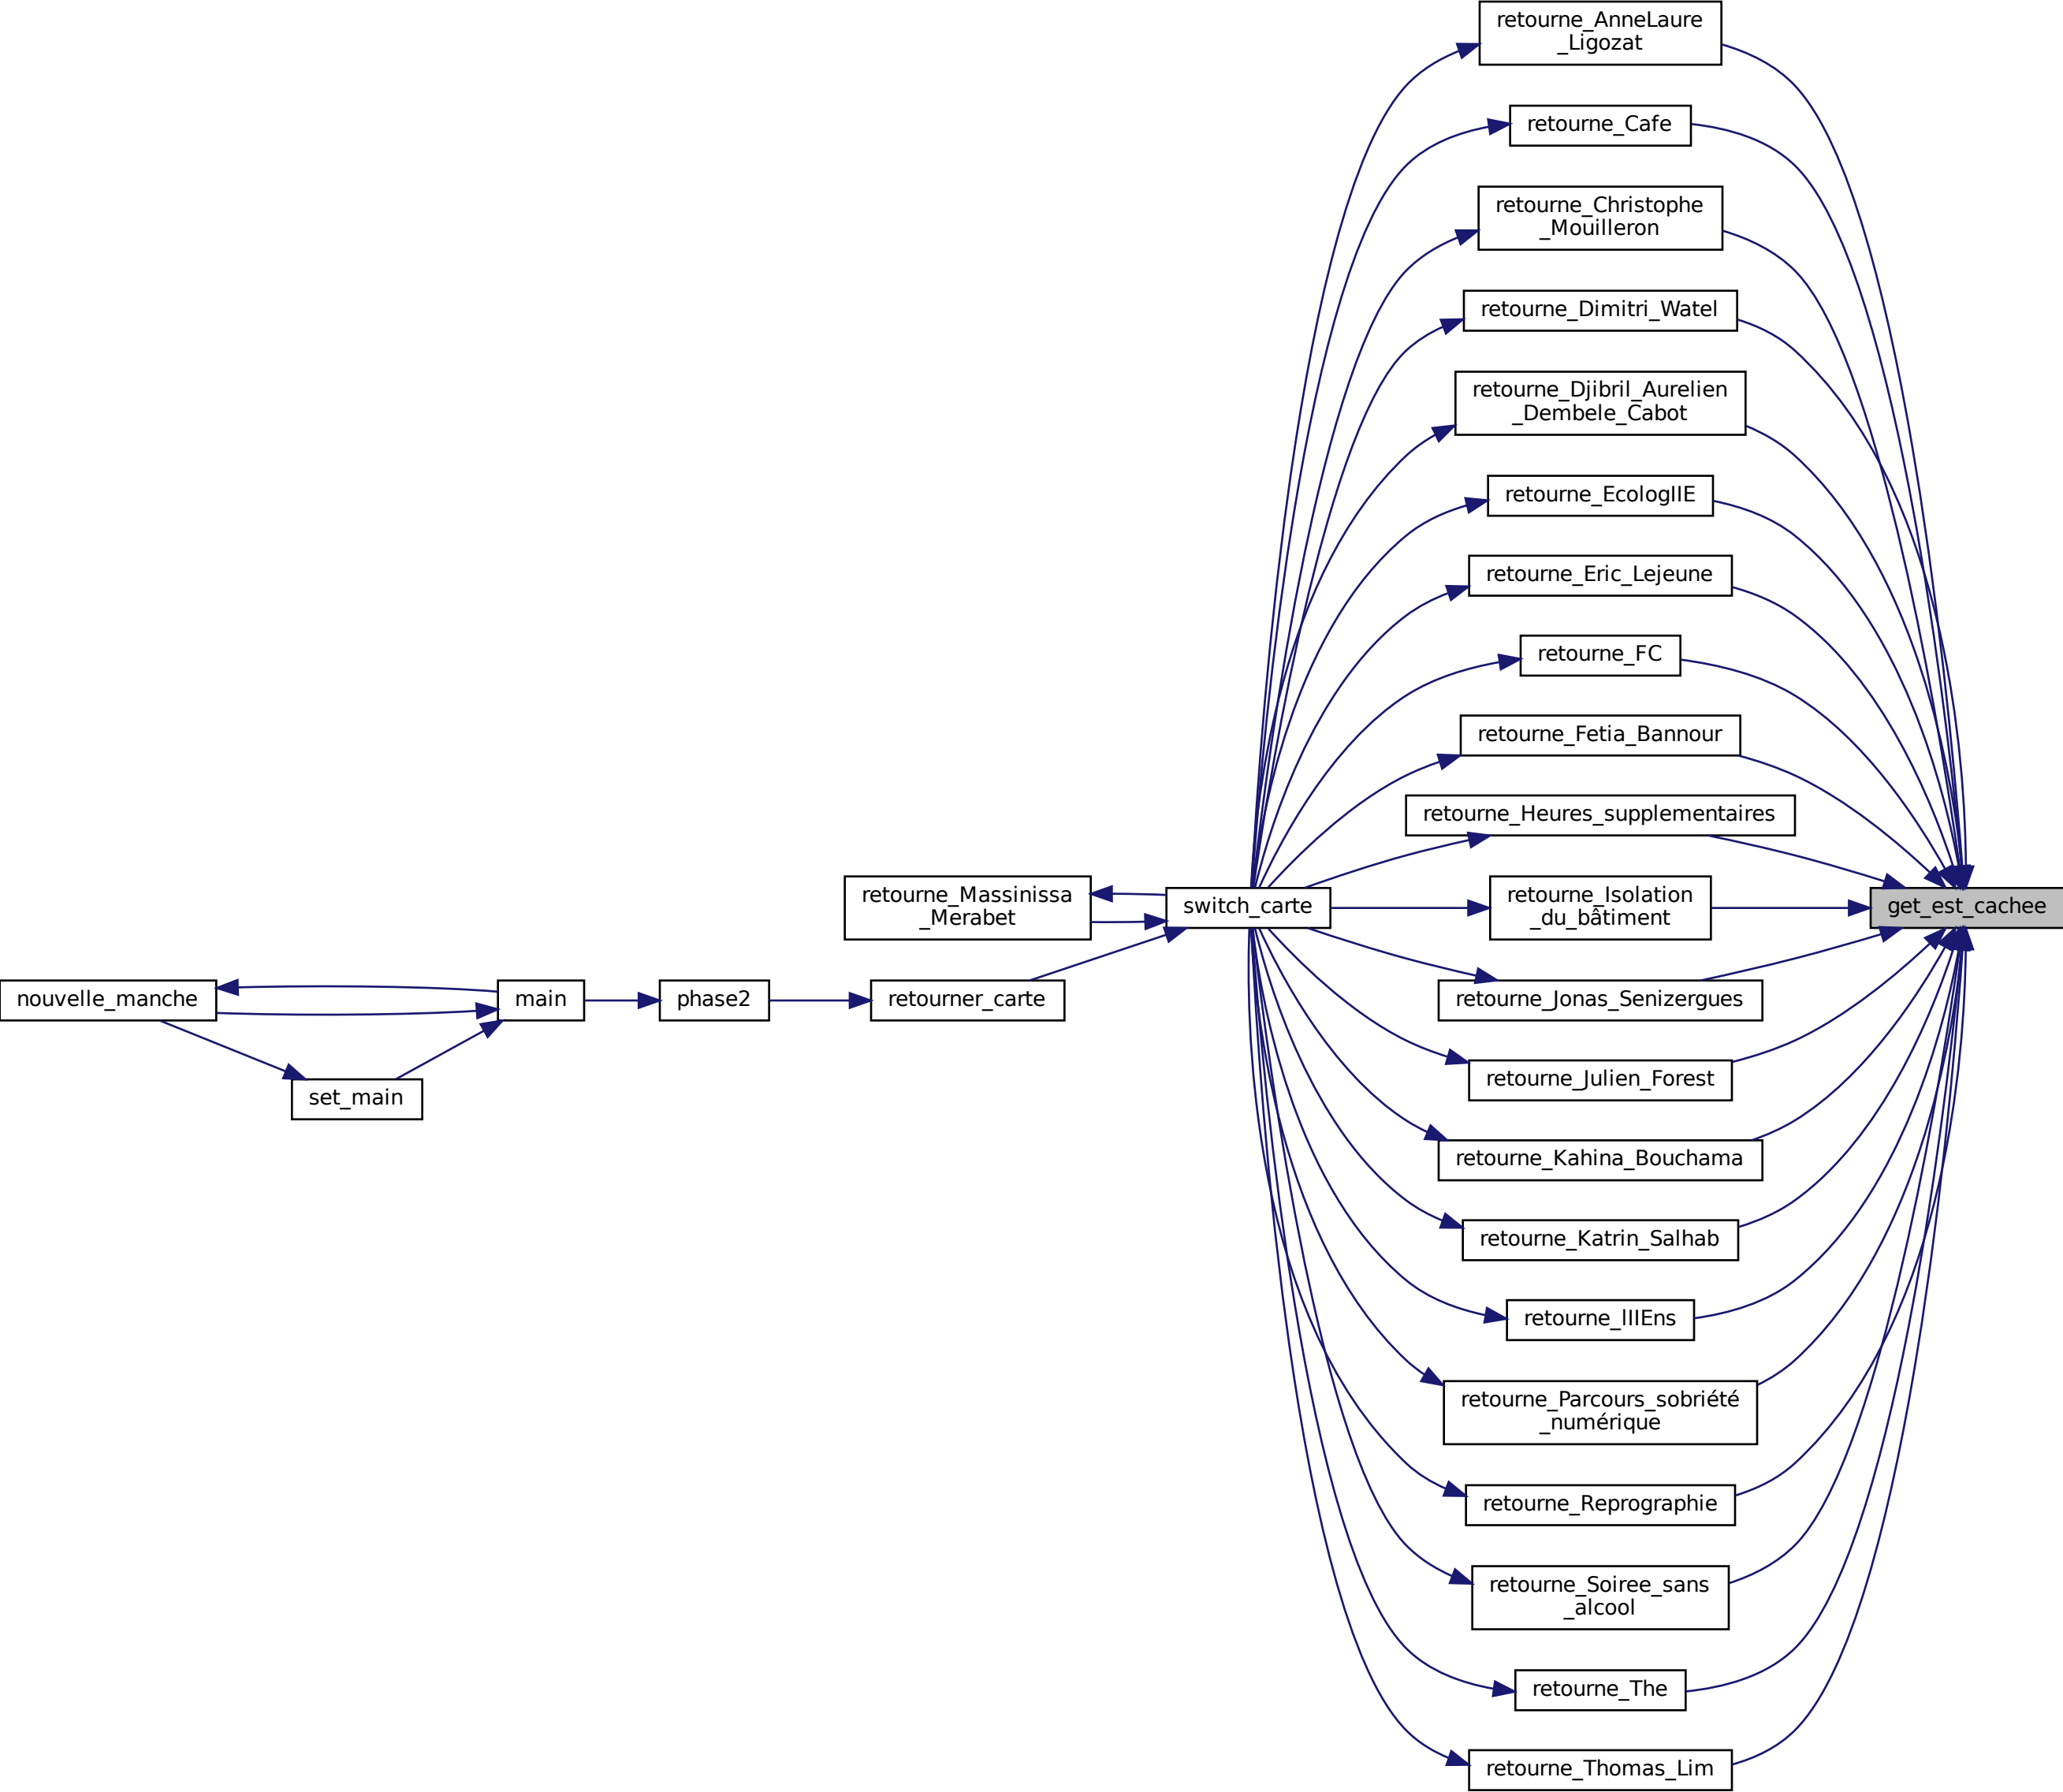 retourne_AnneLaure
_Ligozat
retourne_Cafe
retourne_Christophe
_Mouilleron
retourne_Dimitri_Watel
retourne_Djibril_Aurelien
_Dembele_Cabot
retourne_EcologIIE
retourne_Eric_Lejeune
retourne_FC
retourne_Fetia_Bannour
retourne_Heures_supplementaires
retourne_Massinissa
_Merabet
switch_carte
retourne_Isolation
_du_bâtiment
get_est_cachee
nouvelle_manche
main
phase2
retourner_carte
retourne_Jonas_Senizergues
set_main
retourne_Julien_Forest
retourne_Kahina_Bouchama
retourne_Katrin_Salhab
retourne_lIIEns
retourne_Parcours_sobriété
_numérique
retourne_Reprographie
retourne_Soiree_sans
_alcool
retourne_The
retourne_Thomas_Lim